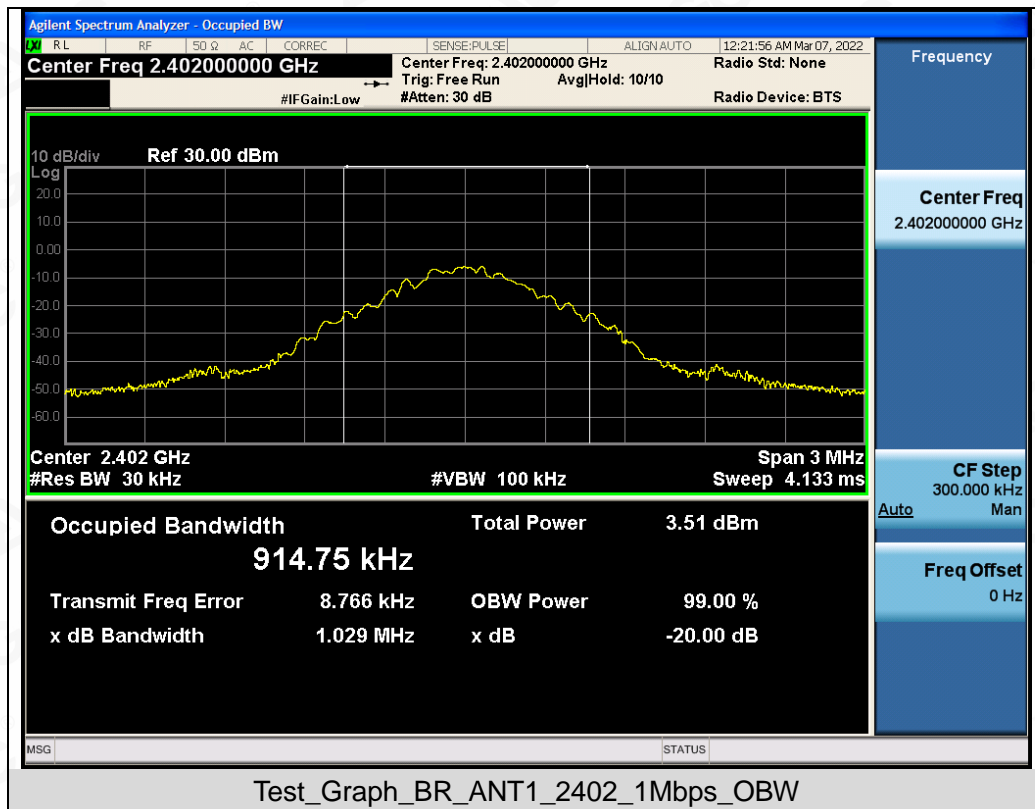 Agilent Spectrum Analyzer - Occupied BW
LXI RL RF 50 Ω AC CORREC SENSE:PULSE ALIGN AUTO 12:21:56 AM Mar 07, 2022
Center Freq 2.402000000 GHz
Center Freq: 2.402000000 GHz
Radio Std: None
Trig: Free Run Avg|Hold: 10/10
#IFGain:Low
#Atten: 30 dB
Radio Device: BTS
10 dB/div Ref 30.00 dBm
Log
20.0
10.0
0.00
-10.0
-20.0
-30.0
-40.0
-50.0
-60.0
Center 2.402 GHz
Span 3 MHz
#Res BW 30 kHz
#VBW 100 kHz
Sweep 4.133 ms
Occupied Bandwidth
Total Power 3.51 dBm
914.75 kHz
Transmit Freq Error 8.766 kHz
OBW Power 99.00 %
x dB Bandwidth 1.029 MHz
x dB -20.00 dB
Frequency
Center Freq
2.402000000 GHz
CF Step
300.000 kHz
Auto Man
Freq Offset
0 Hz
MSG STATUS
Test_Graph_BR_ANT1_2402_1Mbps_OBW